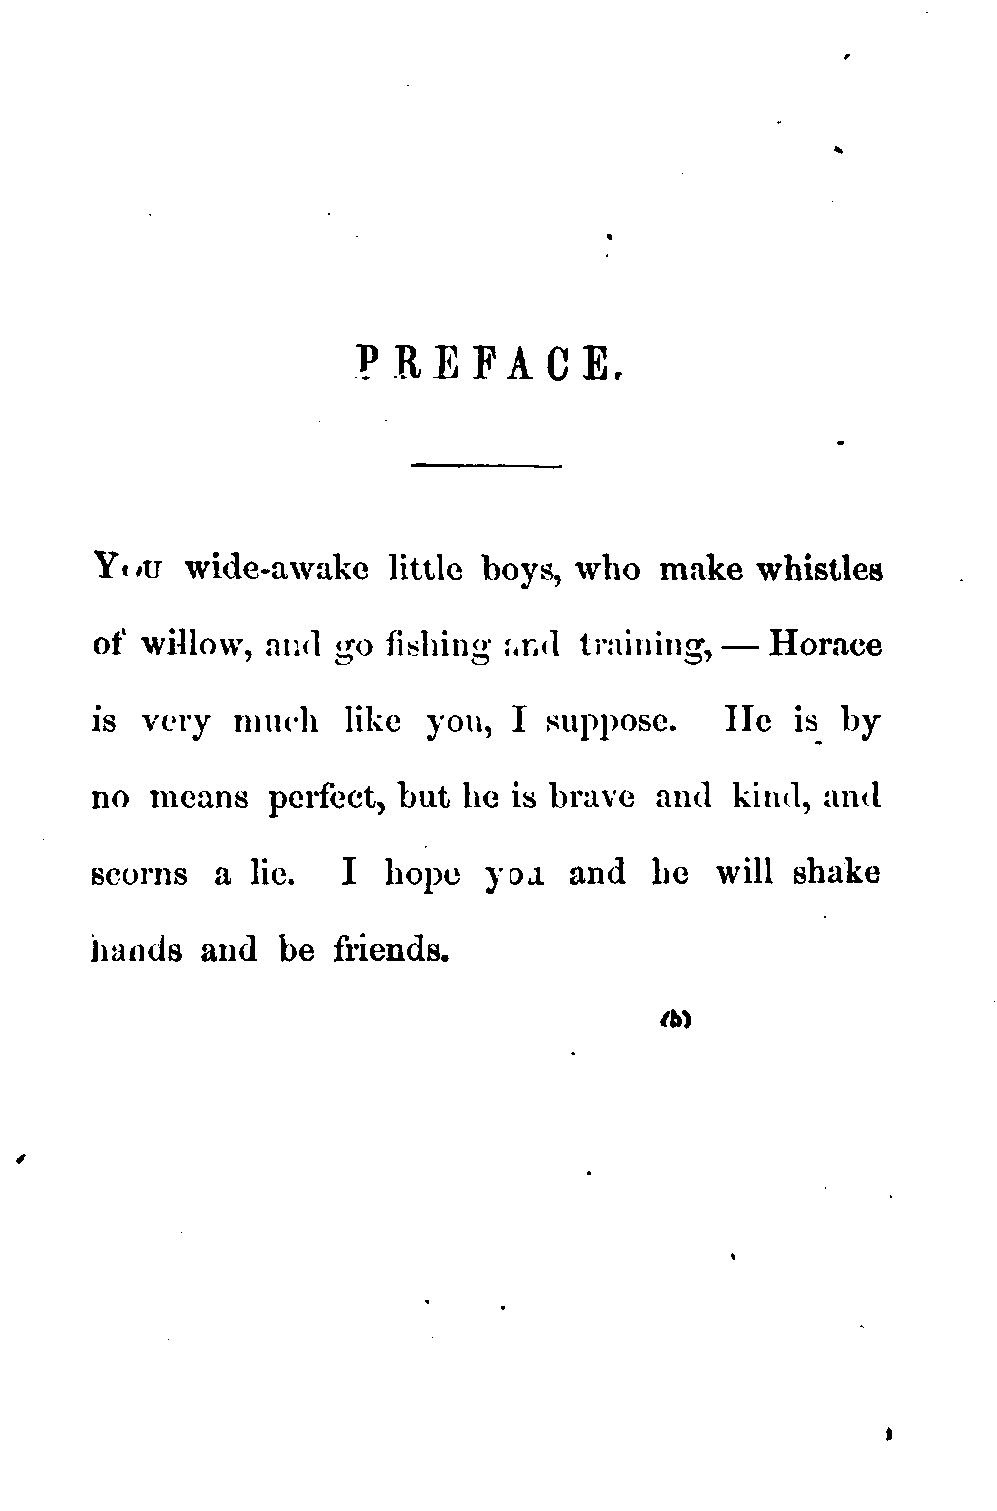 PREFACE.
You wide-awake little boys, who make whistles
of willow, and go fishing and training, — Horace
is very much like you, I suppose. He is by
no means perfect, but he is brave and kind, and
scorns a lie. I hope you and he will shake
hands and be friends.
(b)